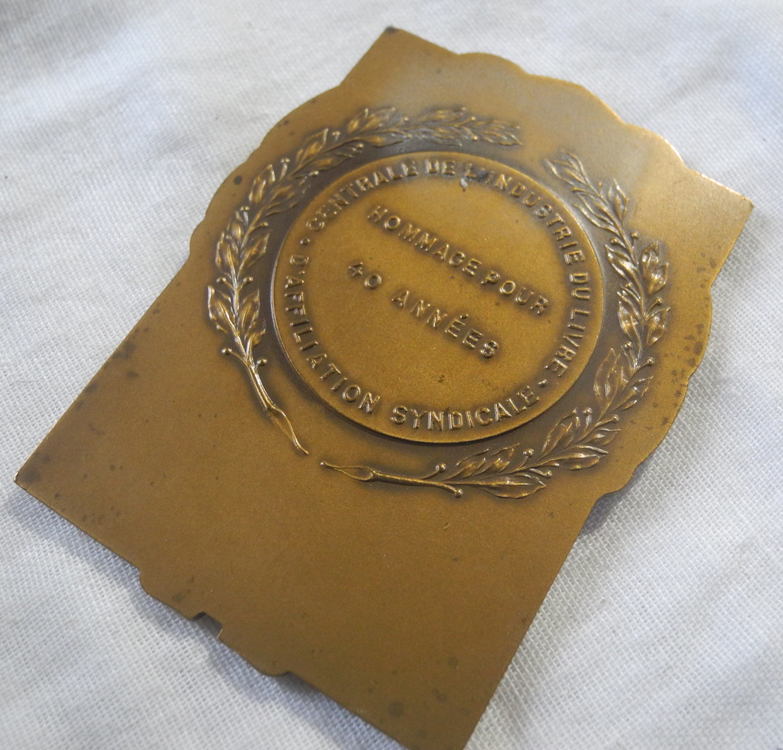 CENTRALE DE L'INDUSTRIE DU LIVRE
HOMMAGE POUR
40 ANNÉES
D'AFFILIATION SYNDICALE